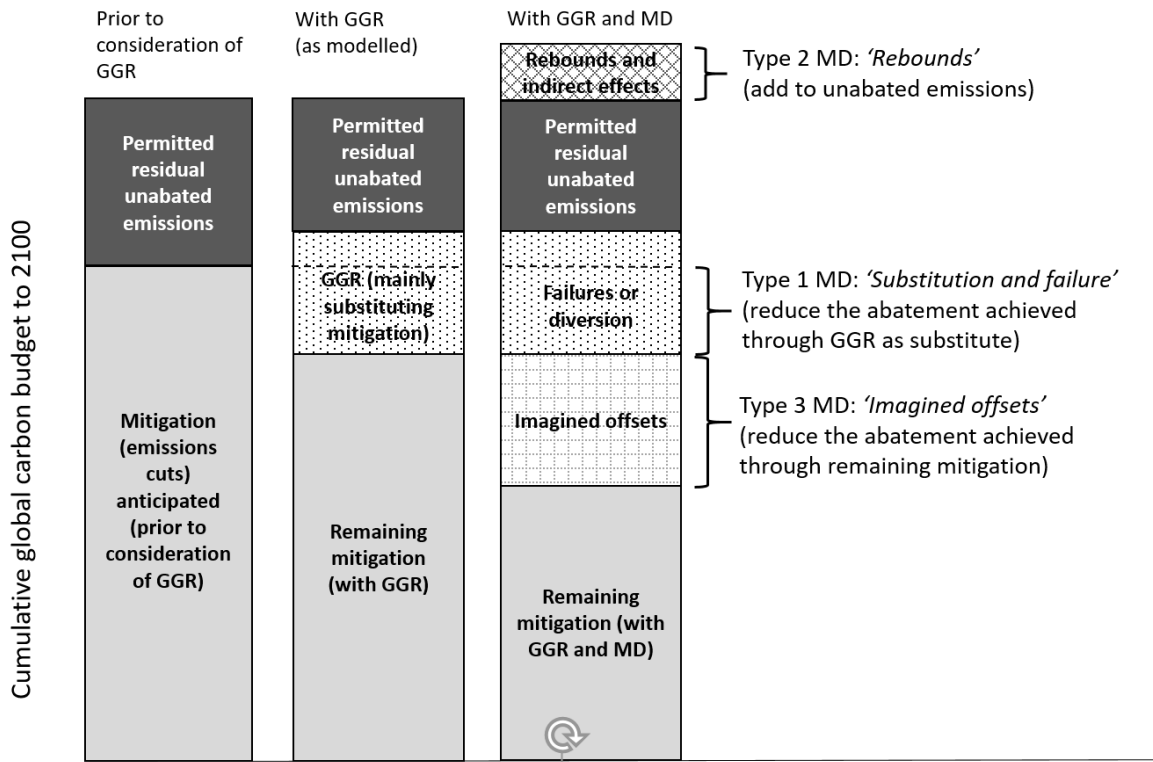 Cumulative global carbon budget to 2100
Prior to
consideration of
GGR
Permitted
residual
unabated
emissions
Mitigation
(emissions
cuts)
anticipated
(prior to
consideration
of GGR)
With GGR
(as modelled)
Permitted
residual
unabated
emissions
GGR (mainly
substituting
mitigation)
Remaining
mitigation
(with GGR)
With GGR and MD
Rebounds and
indirect effects
Permitted
residual
unabated
emissions
Failures or
diversion
Imagined offsets
Remaining
mitigation (with
GGR and MD)
Type 2 MD: ‘Rebounds’
(add to unabated emissions)
Type 1 MD: ‘Substitution and failure’
(reduce the abatement achieved
through GGR as substitute)
Type 3 MD: ‘Imagined offsets’
(reduce the abatement achieved
through remaining mitigation)